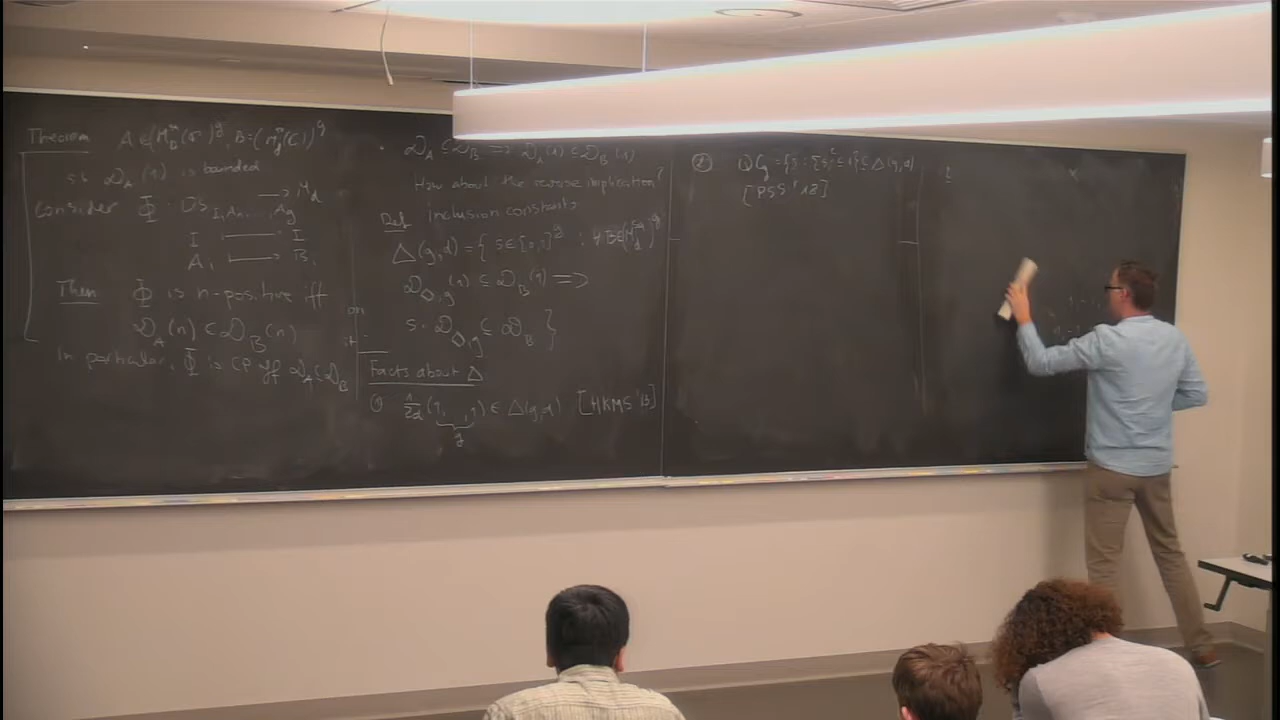 Theorem A ∈ (M_D^sa(C))^g, B = (M_d^sa(C))^g
s.t. 𝒟_A(1) is bounded
Consider Φ : OS_{I, A_1, ..., A_g} → M_d
I ⟼ I
A_i ⟼ B_i
Then Φ is n-positive iff
𝒟_A(n) ⊆ 𝒟_B(n)
In particular, Φ is CP iff 𝒟_A ⊆ 𝒟_B
· 𝒟_A ⊆ 𝒟_B => 𝒟_A(1) ⊆ 𝒟_B(1)
How about the reverse implication?
Def Inclusion constants
Δ(g,d) = { s ∈ [0,1]^g : ∀ B ∈ (M_d^sa)^g
𝒟_{◇,g}(1) ⊆ 𝒟_B(1) =>
s · 𝒟_{◇,g} ⊆ 𝒟_B }
Facts about Δ
① 1/2d (1, ..., 1) ∈ Δ(g,d) [HKMS '13]
g
② QC_g = {s : Σ s_i^2 ≤ 1} ⊆ Δ(g,d)
[PSS '18]